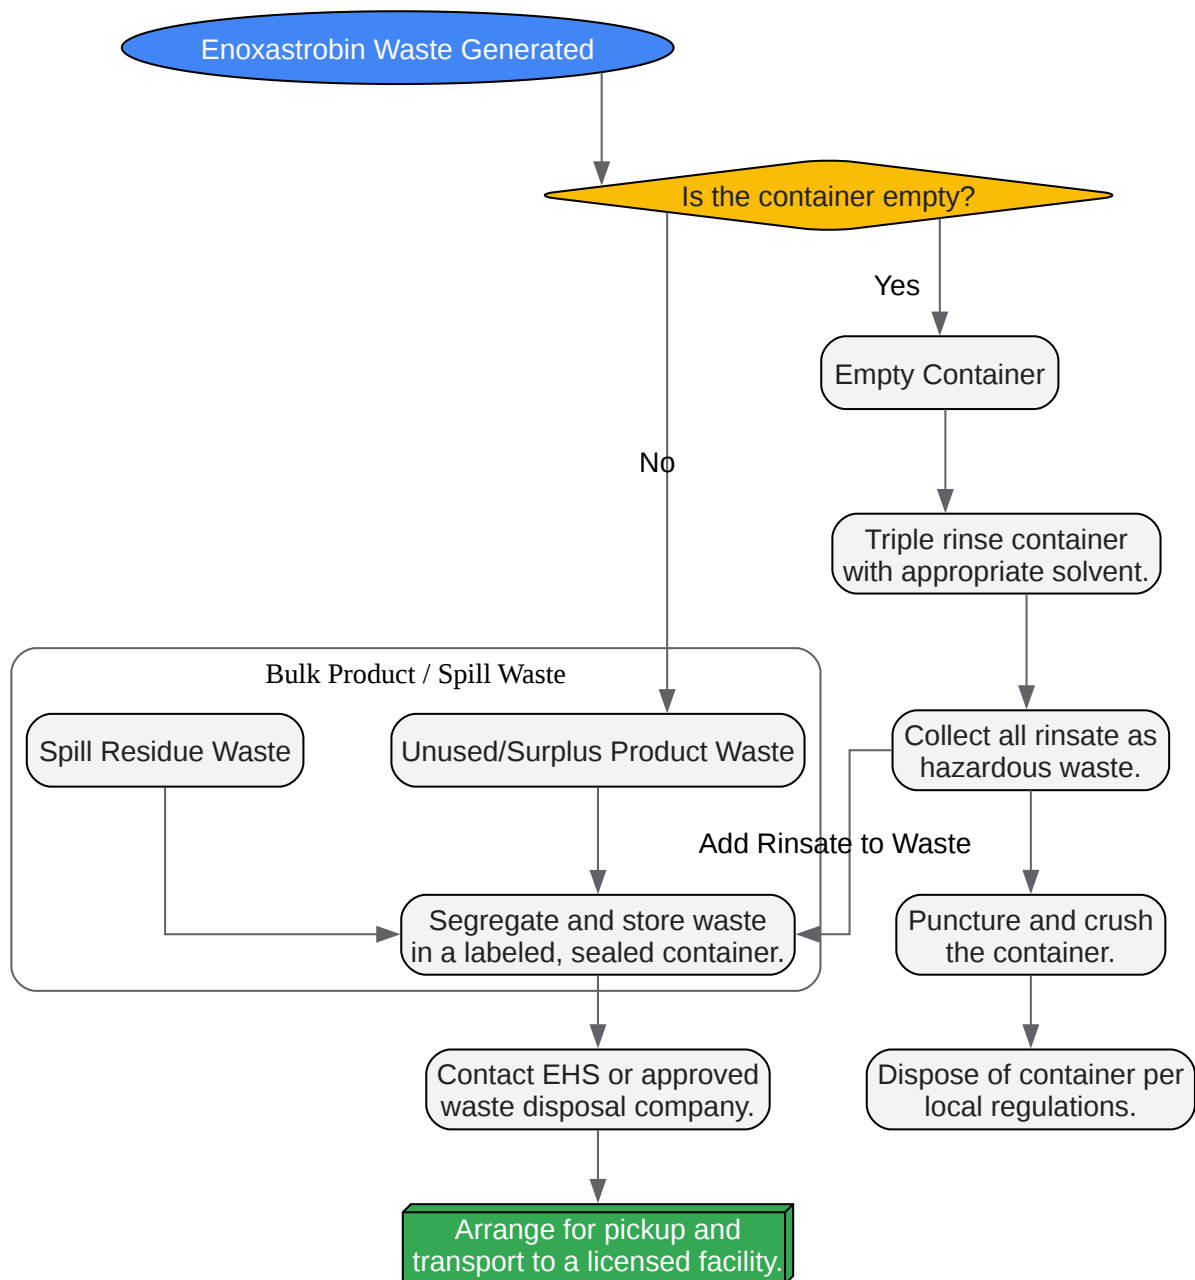 Enoxastrobin Waste Generated
Is the container empty?
Yes
Empty Container
No
Triple rinse container
with appropriate solvent.
Bulk Product / Spill Waste
Spill Residue Waste
Unused/Surplus Product Waste
Collect all rinsate as
hazardous waste.
Add Rinsate to Waste
Segregate and store waste
in a labeled, sealed container.
Puncture and crush
the container.
Contact EHS or approved
waste disposal company.
Dispose of container per
local regulations.
Arrange for pickup and
transport to a licensed facility.